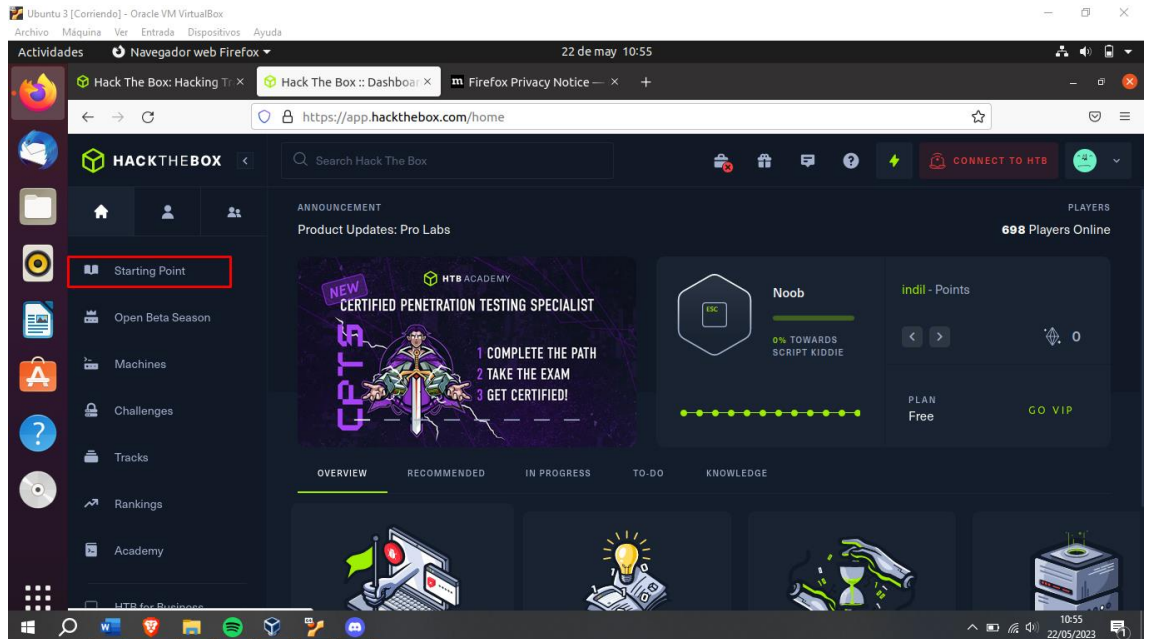 Ubuntu 3 [Corriendo] - Oracle VM VirtualBox
Archivo Máquina Ver Entrada Dispositivos Ayuda
Actividades Navegador web Firefox 22 de may 10:55
Hack The Box: Hacking Tr Hack The Box :: Dashboar Firefox Privacy Notice —
https://app.hackthebox.com/home
HACKTHEBOX Search Hack The Box CONNECT TO HTB
ANNOUNCEMENT PLAYERS
Product Updates: Pro Labs 698 Players Online
Starting Point
Open Beta Season
Machines
Challenges
Tracks
Rankings
Academy
HTB for Business
HTB ACADEMY
NEW
CERTIFIED PENETRATION TESTING SPECIALIST
CPTS
1 COMPLETE THE PATH
2 TAKE THE EXAM
3 GET CERTIFIED!
ESC
Noob
0% TOWARDS
SCRIPT KIDDIE
indil - Points
0
PLAN
Free GO VIP
OVERVIEW RECOMMENDED IN PROGRESS TO-DO KNOWLEDGE
10:55
22/05/2023